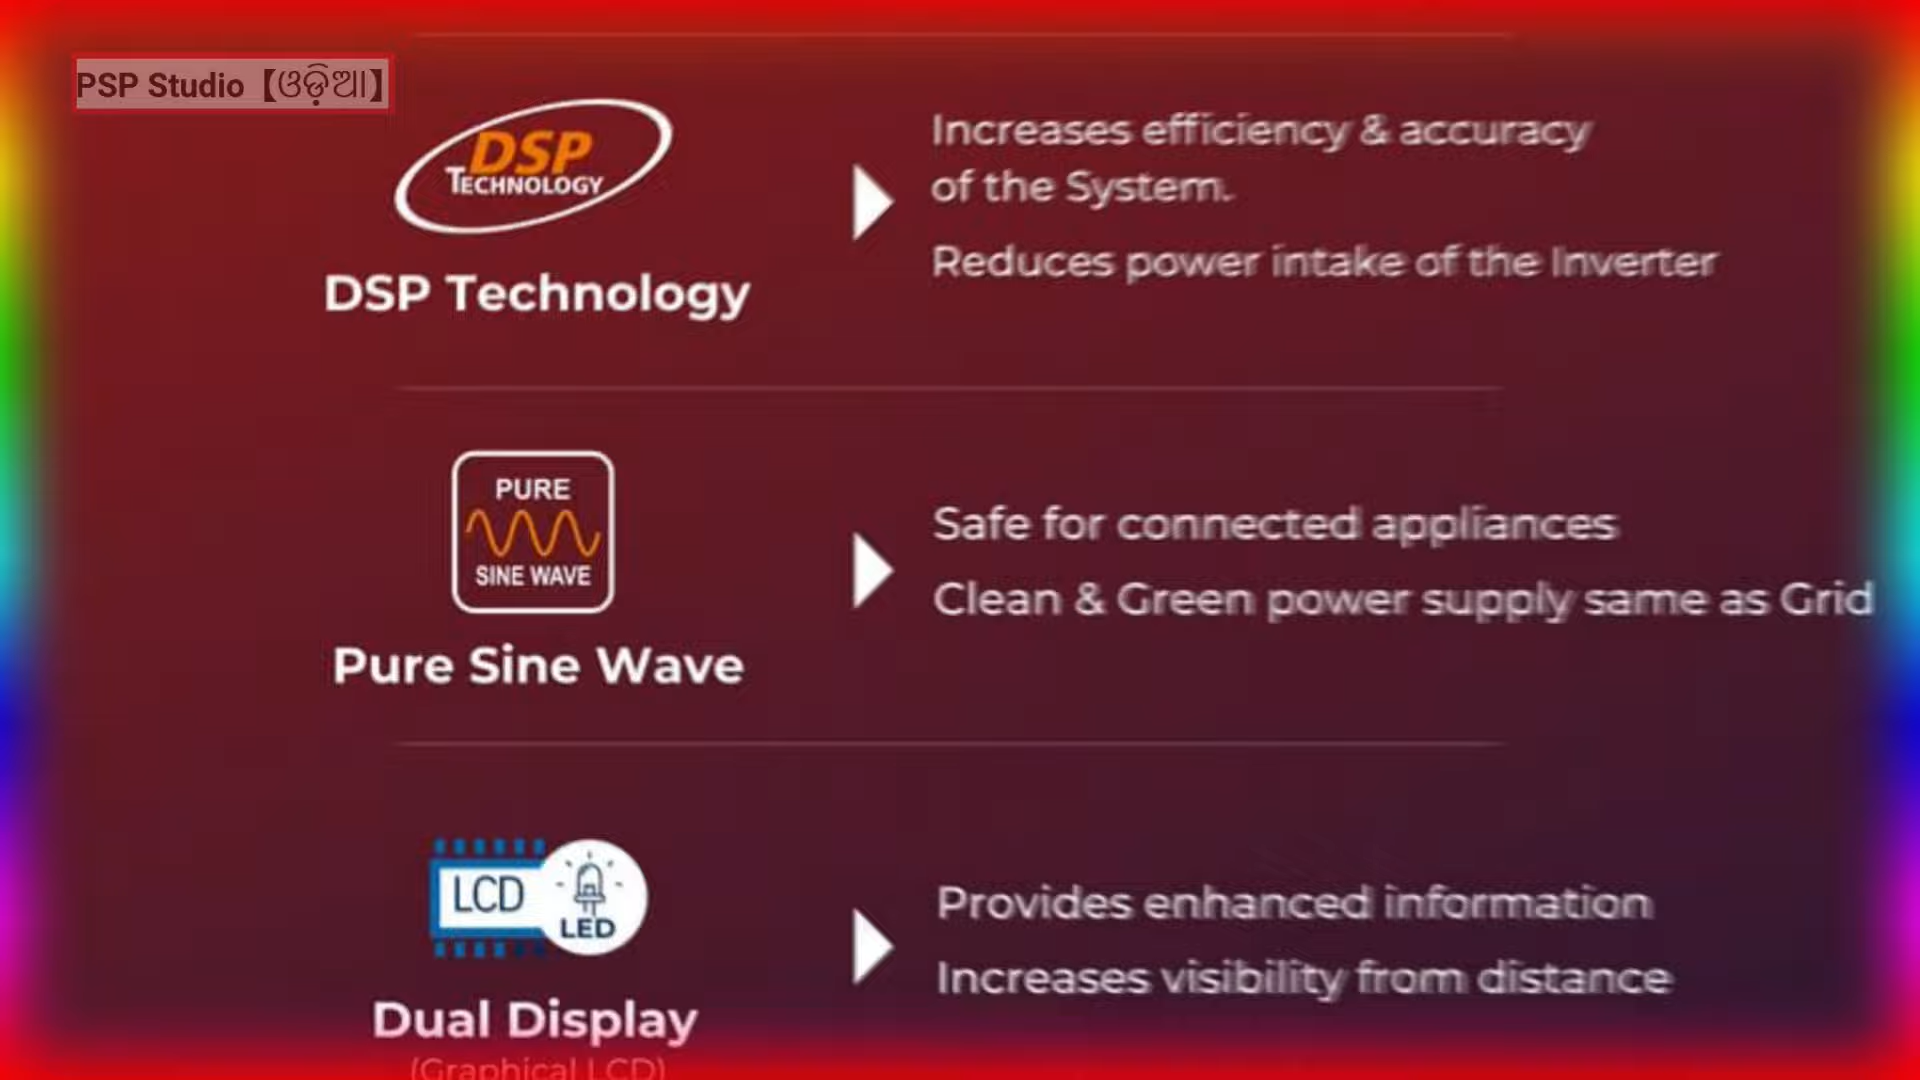 PSP Studio【ଓଡ଼ିଆ】
DSP
TECHNOLOGY
DSP Technology
Increases efficiency & accuracy
of the System.
Reduces power intake of the Inverter
PURE
SINE WAVE
Pure Sine Wave
Safe for connected appliances
Clean & Green power supply same as Grid
LCD
LED
Dual Display
(Graphical LCD)
Provides enhanced information
Increases visibility from distance